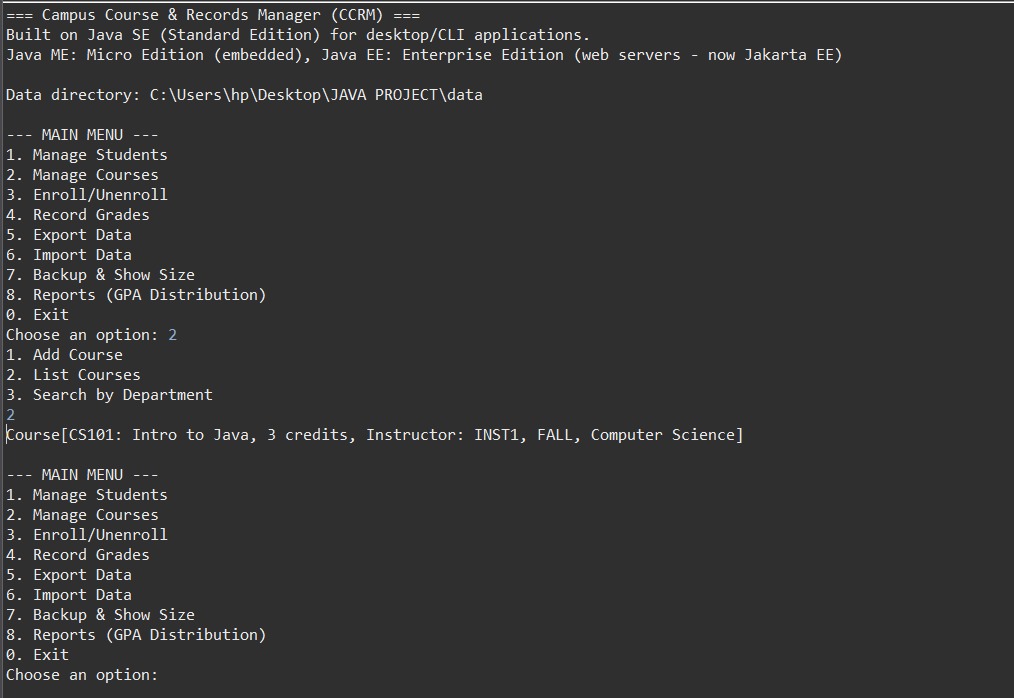 === Campus Course & Records Manager (CCRM) ===
Built on Java SE (Standard Edition) for desktop/CLI applications.
Java ME: Micro Edition (embedded), Java EE: Enterprise Edition (web servers - now Jakarta EE)
Data directory: C:\Users\hp\Desktop\JAVA PROJECT\data
--- MAIN MENU ---
1. Manage Students
2. Manage Courses
3. Enroll/Unenroll
4. Record Grades
5. Export Data
6. Import Data
7. Backup & Show Size
8. Reports (GPA Distribution)
0. Exit
Choose an option: 2
1. Add Course
2. List Courses
3. Search by Department
2
Course[CS101: Intro to Java, 3 credits, Instructor: INST1, FALL, Computer Science]
--- MAIN MENU ---
1. Manage Students
2. Manage Courses
3. Enroll/Unenroll
4. Record Grades
5. Export Data
6. Import Data
7. Backup & Show Size
8. Reports (GPA Distribution)
0. Exit
Choose an option: